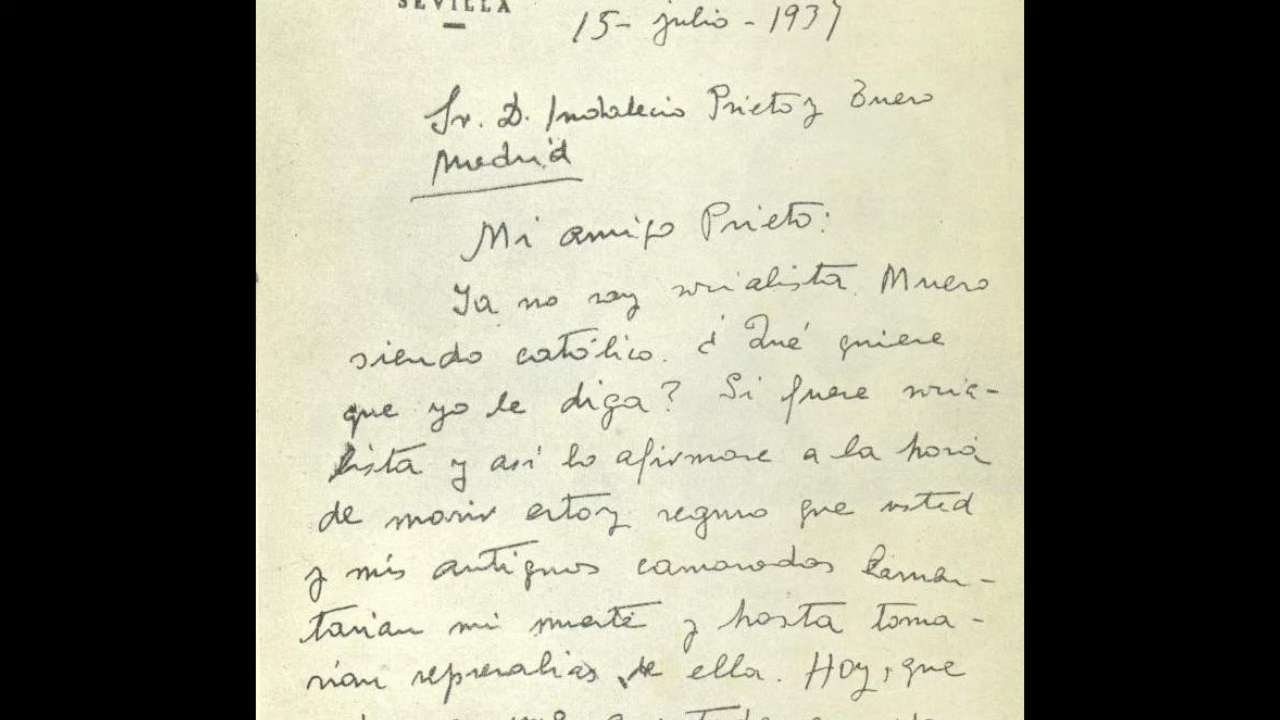 SEVILLA
15- julio - 1937
Sr. D. Indalecio Prieto y Tuero
Madrid
Mi amigo Prieto:
Ya no soy socialista. Muero
siendo católico. ¿Qué quiere
que yo le diga? Si fuere socia-
lista y así lo afirmase a la hora
de morir estoy seguro que usted
y mis antiguos camaradas lamen-
tarían mi muerte y hasta toma-
rían represalias de ella. Hoy, que